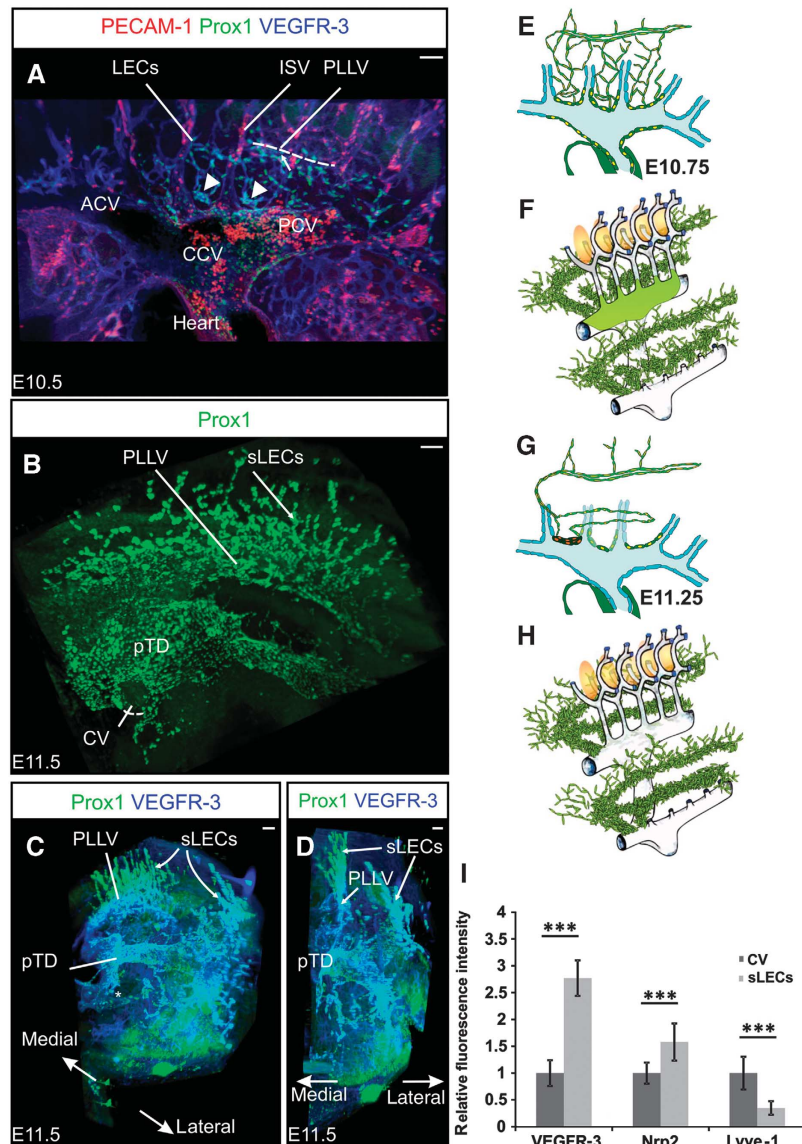 PECAM-1 Prox1 VEGFR-3
A
LECs
ISV
PLLV
ACV
CCV
PCV
Heart
E10.5
Prox1
B
PLLV
sLECs
pTD
CV
E11.5
Prox1 VEGFR-3
C
PLLV
sLECs
pTD
*
Medial
Lateral
E11.5
Prox1 VEGFR-3
D
sLECs
PLLV
pTD
Medial
Lateral
E11.5
E
E10.75
F
G
E11.25
H
I
Relative fluorescence intensity
4
3.5
3
2.5
2
1.5
1
0.5
0
***
***
***
CV
sLECs
VEGFR-3
Nrp2
Lyve-1